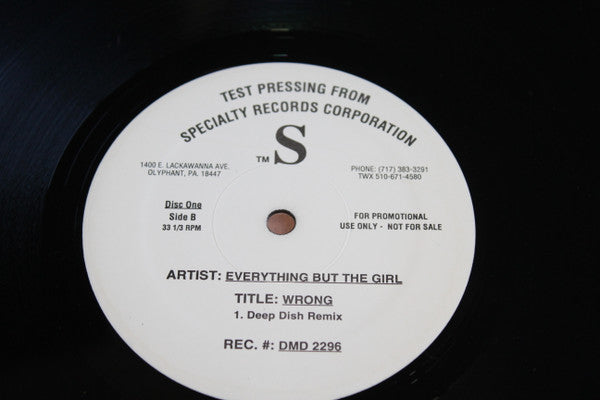 TEST PRESSING FROM
SPECIALTY RECORDS CORPORATION
TM S
1400 E. LACKAWANNA AVE.
OLYPHANT, PA. 18447
PHONE: (717) 383-3291
TWX 510-671-4580
Disc One
Side B
33 1/3 RPM
FOR PROMOTIONAL
USE ONLY - NOT FOR SALE
ARTIST: EVERYTHING BUT THE GIRL
TITLE: WRONG
1. Deep Dish Remix
REC. #: DMD 2296